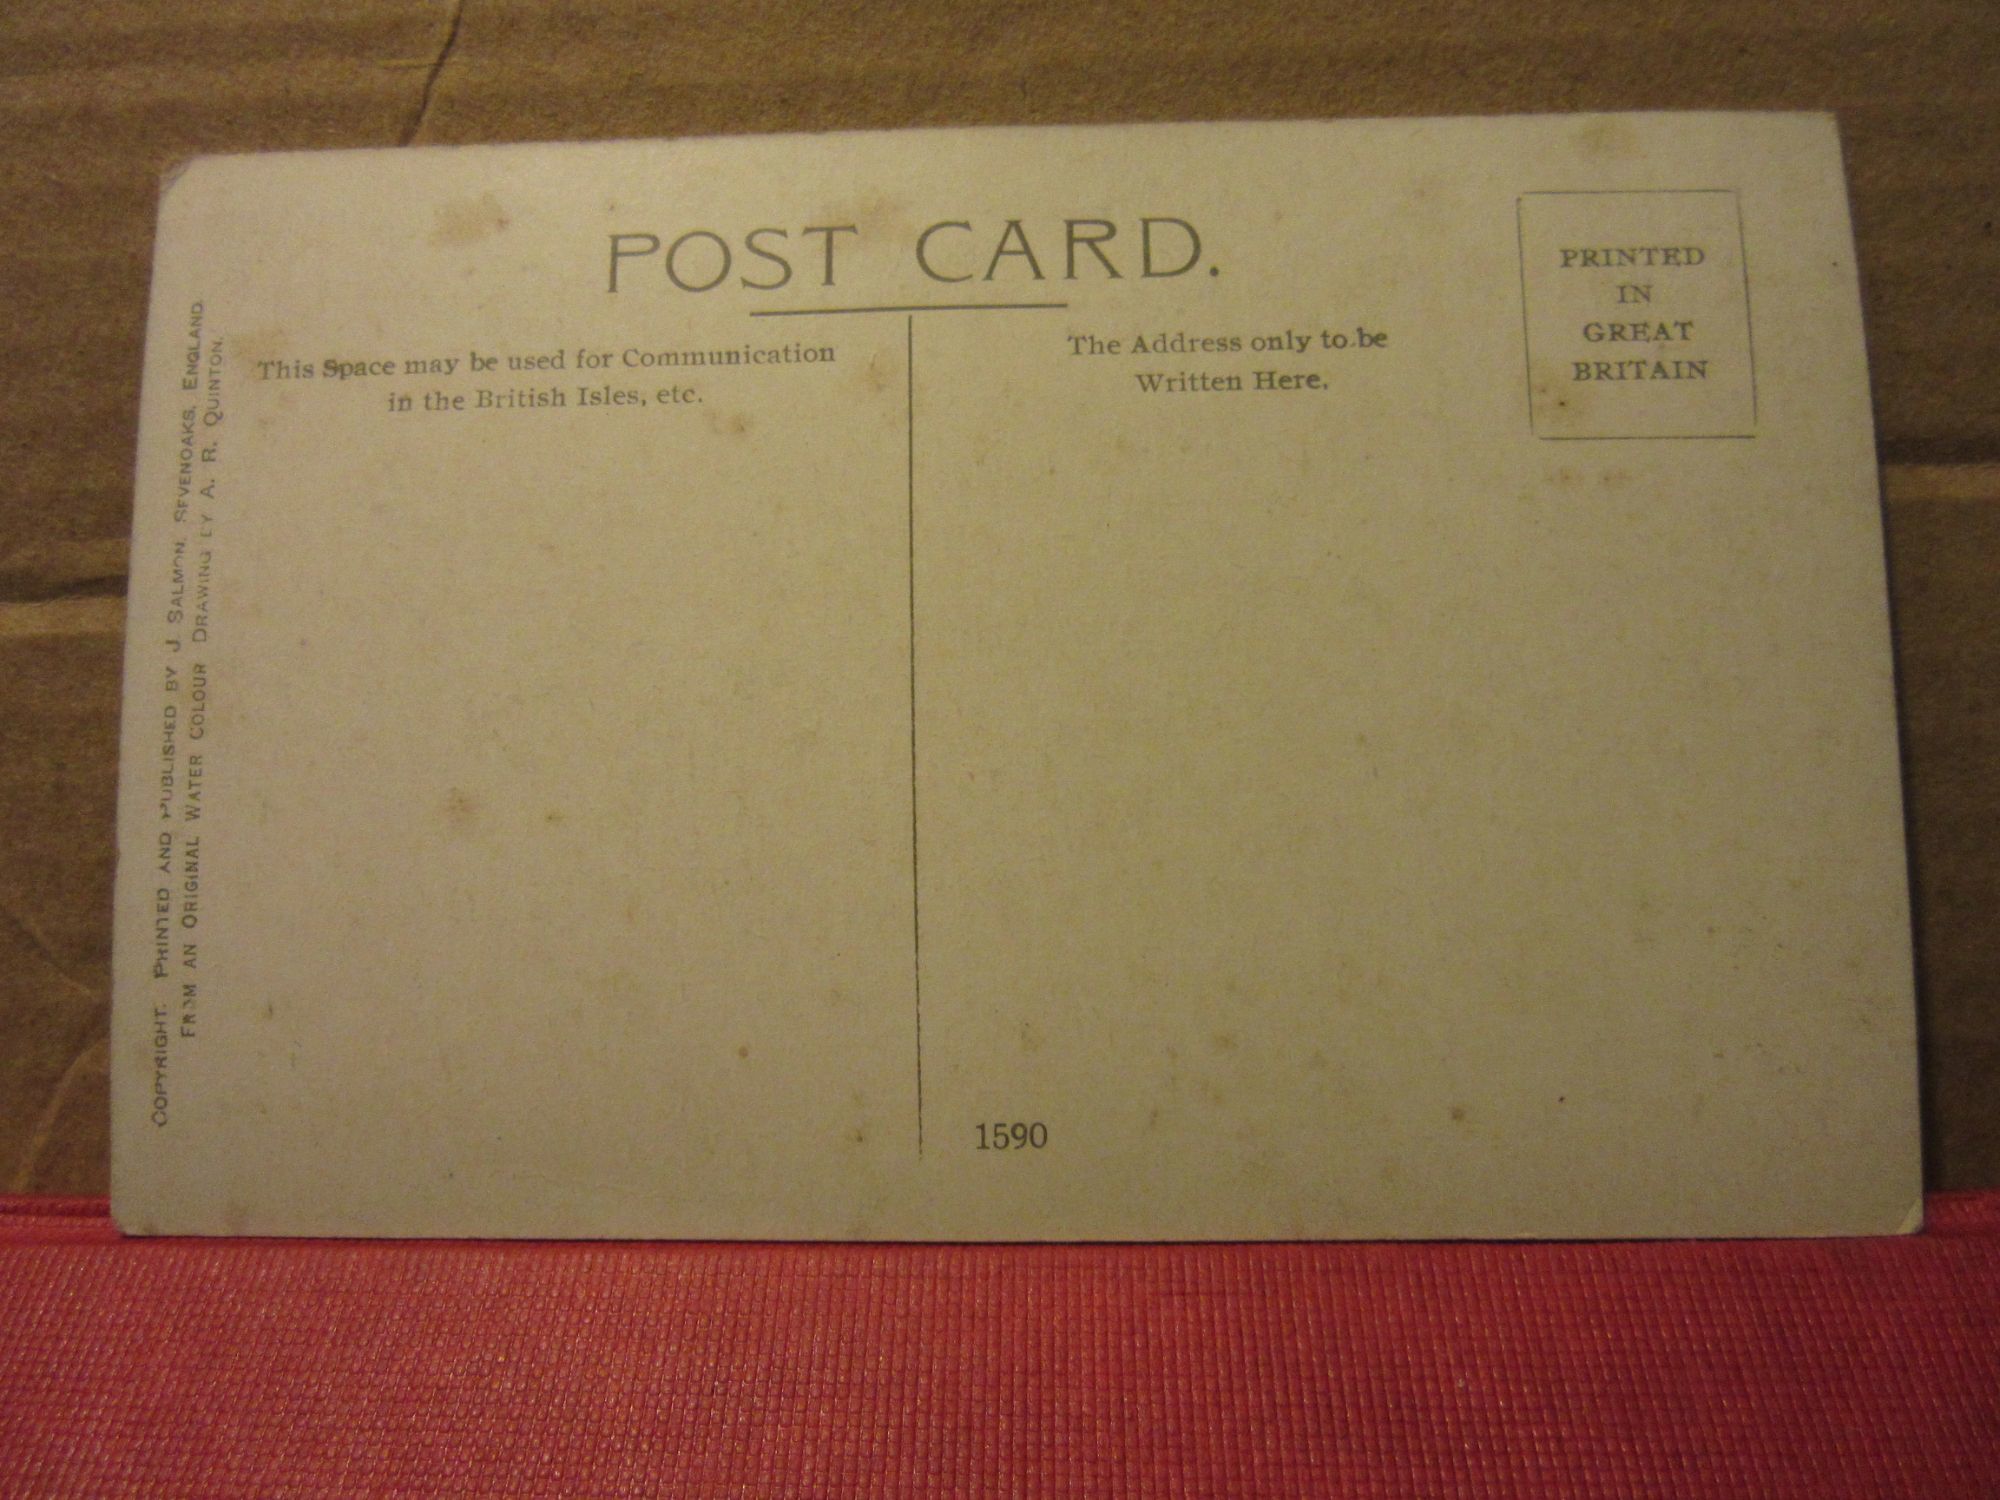 POST CARD.
This Space may be used for Communication
in the British Isles, etc.
The Address only to be
Written Here.
PRINTED
IN
GREAT
BRITAIN
COPYRIGHT. PRINTED AND PUBLISHED BY J. SALMON, SEVENOAKS, ENGLAND.
FROM AN ORIGINAL WATER COLOUR DRAWING BY A. R. QUINTON.
1590